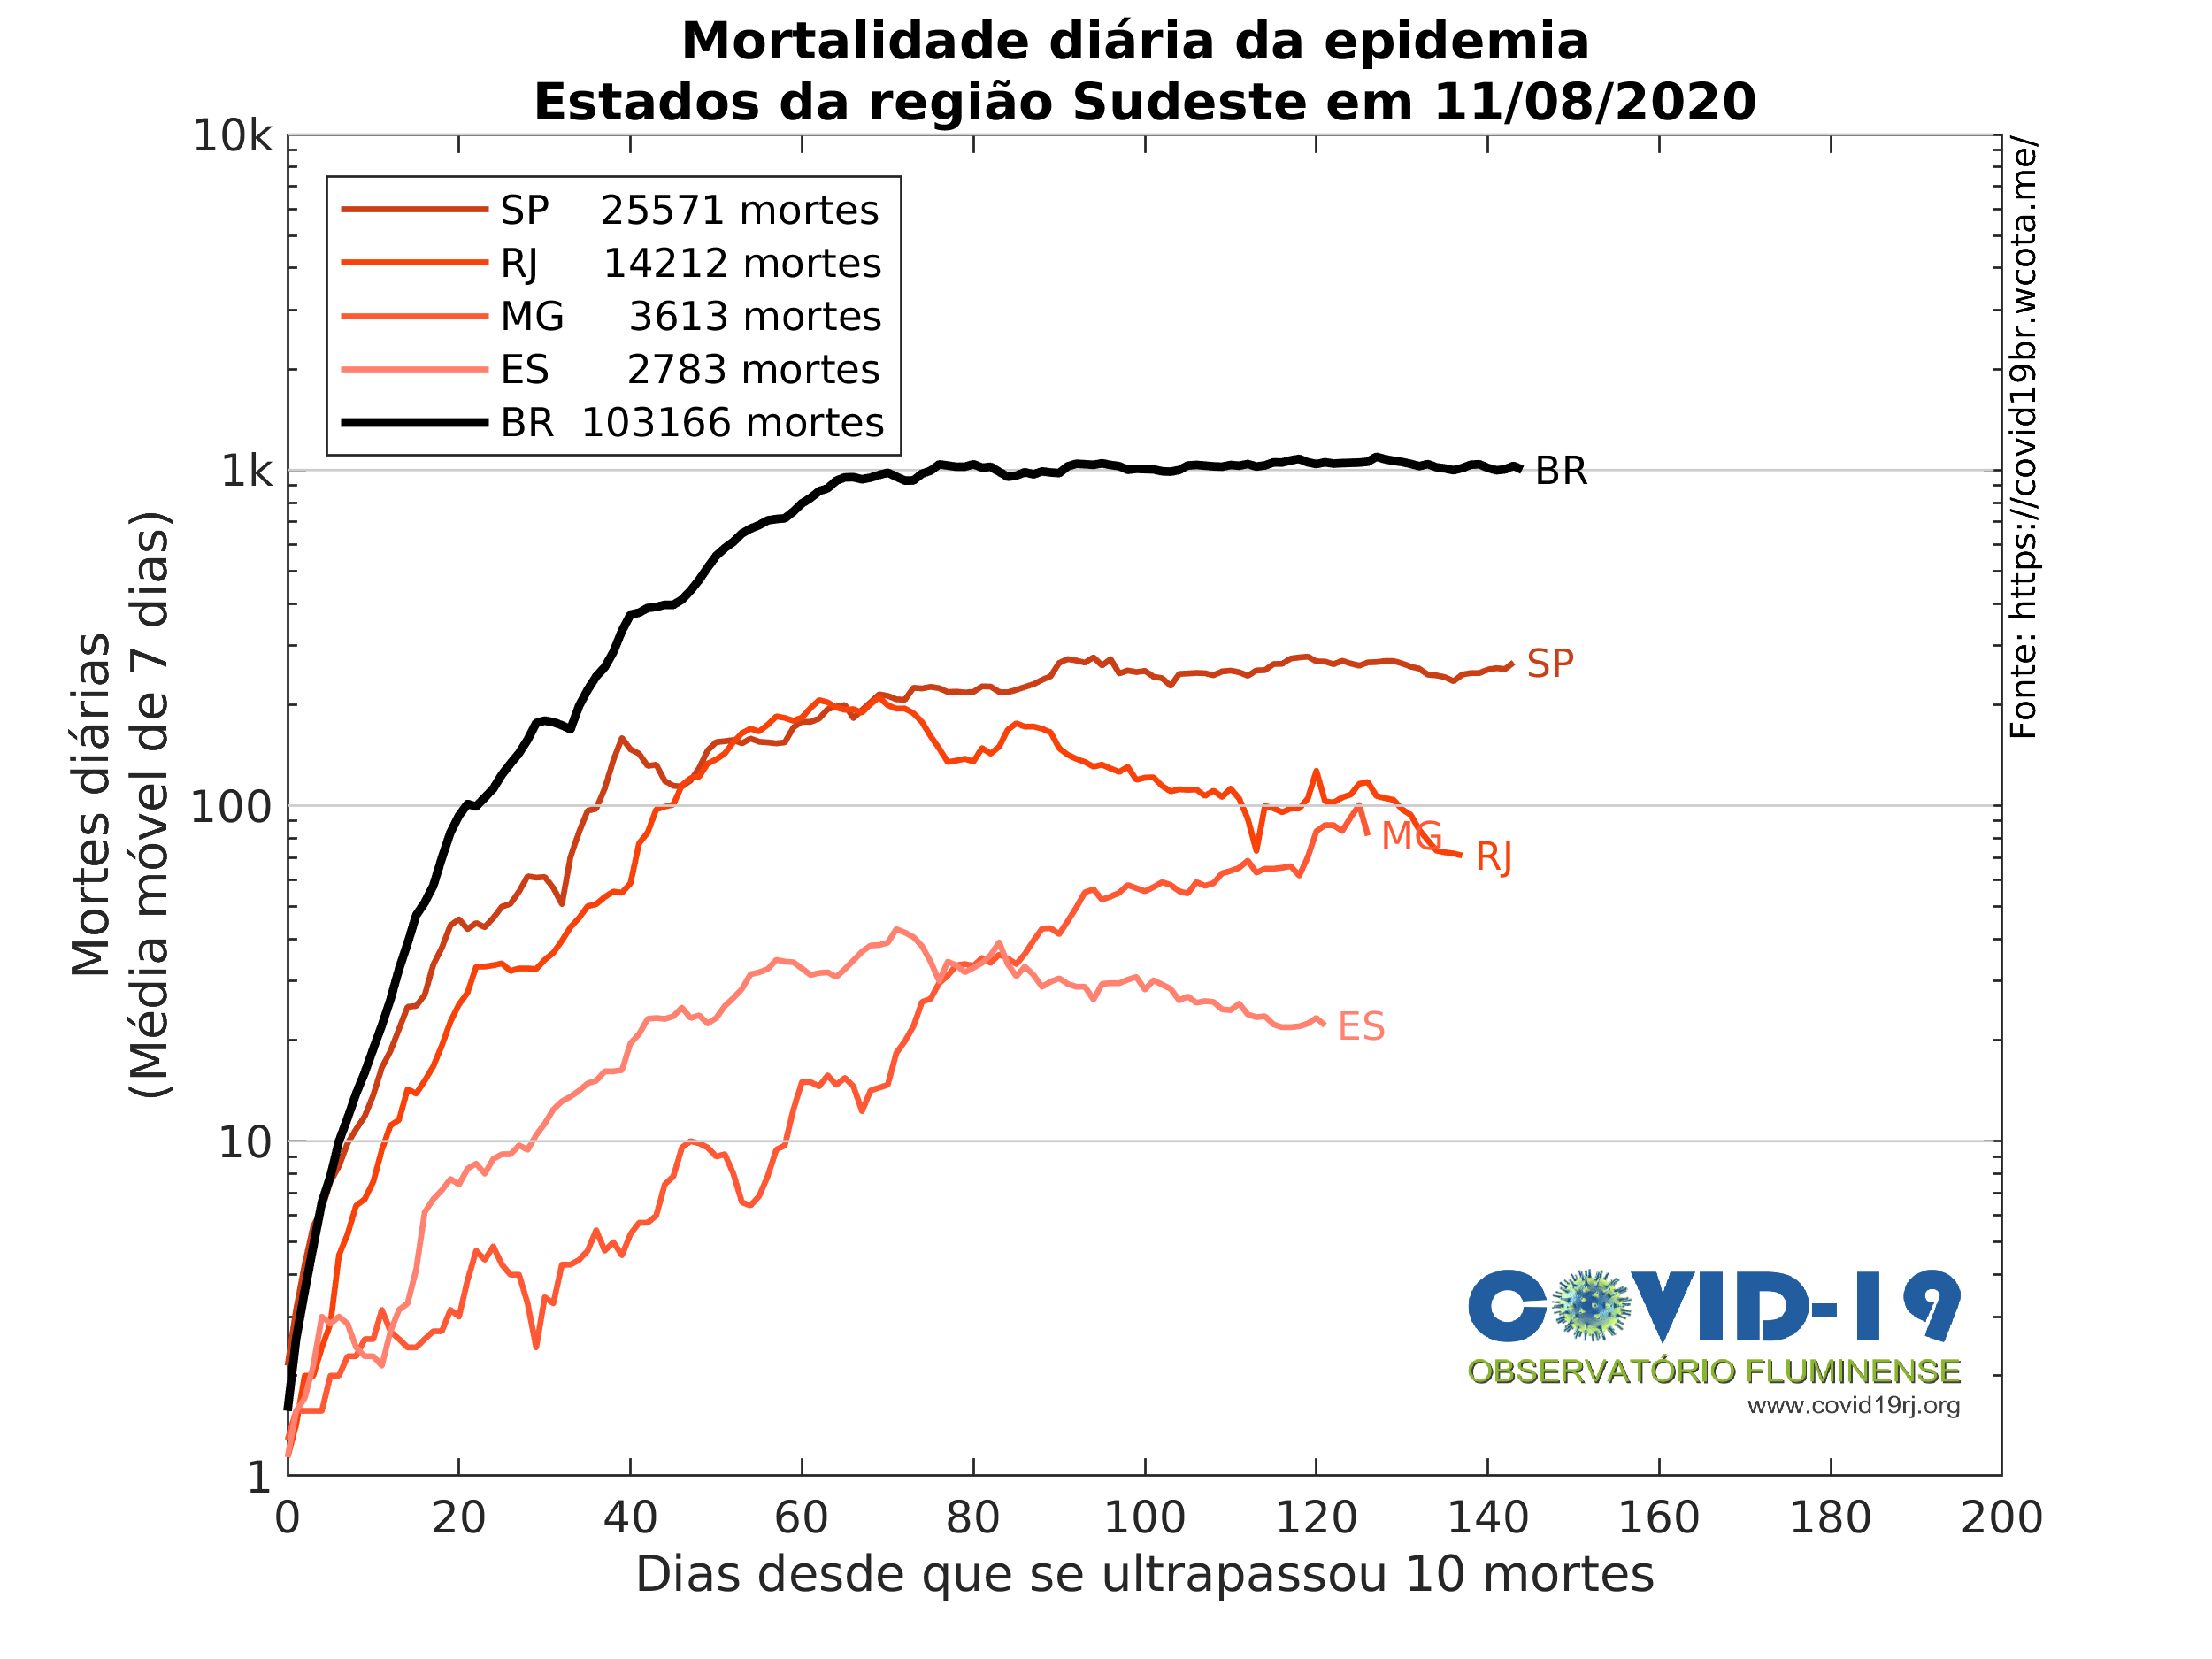 Mortalidade diária da epidemia
Estados da região Sudeste em 11/08/2020
10k
1k
100
10
1
Mortes diárias
(Média móvel de 7 dias)
SP 25571 mortes
RJ 14212 mortes
MG 3613 mortes
ES 2783 mortes
BR 103166 mortes
BR
SP
MG
RJ
ES
Fonte: https://covid19br.wcota.me/
COVID-19
OBSERVATÓRIO FLUMINENSE
www.covid19rj.org
0 20 40 60 80 100 120 140 160 180 200
Dias desde que se ultrapassou 10 mortes